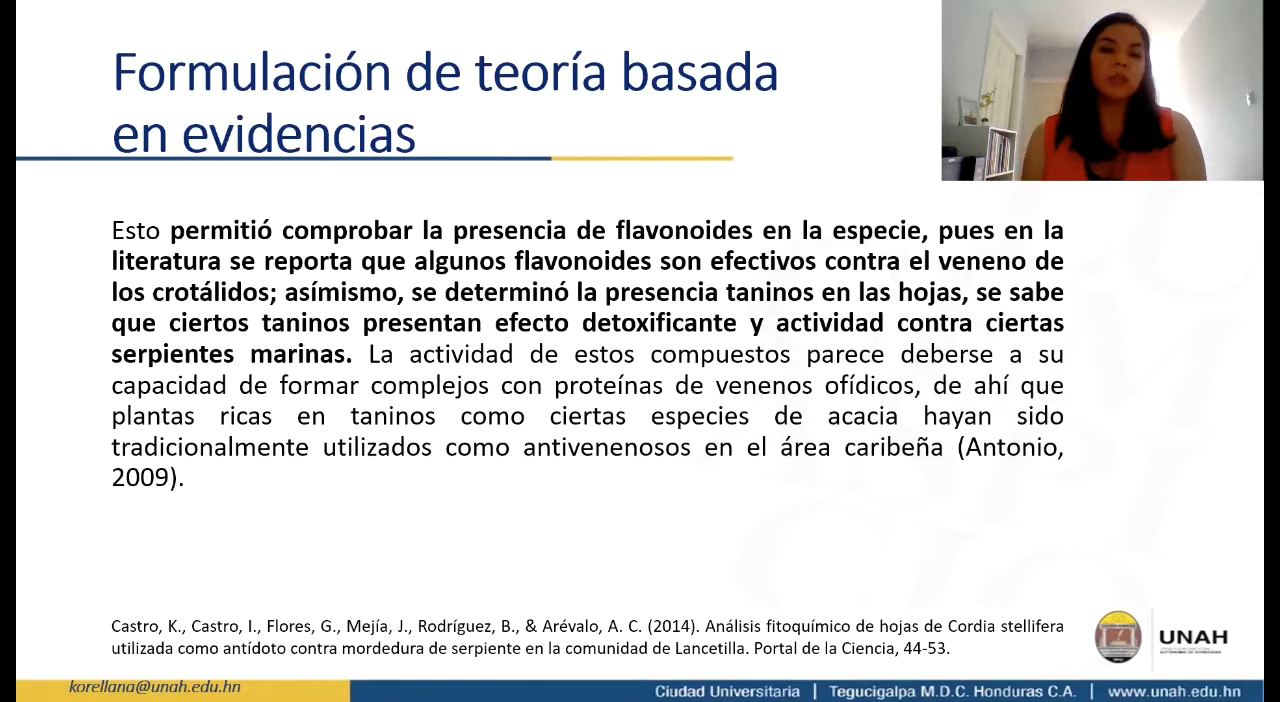 Formulación de teoría basada
en evidencias
Esto permitió comprobar la presencia de flavonoides en la especie, pues en la
literatura se reporta que algunos flavonoides son efectivos contra el veneno de
los crotálidos; asímismo, se determinó la presencia taninos en las hojas, se sabe
que ciertos taninos presentan efecto detoxificante y actividad contra ciertas
serpientes marinas. La actividad de estos compuestos parece deberse a su
capacidad de formar complejos con proteínas de venenos ofídicos, de ahí que
plantas ricas en taninos como ciertas especies de acacia hayan sido
tradicionalmente utilizados como antivenenosos en el área caribeña (Antonio,
2009).
Castro, K., Castro, I., Flores, G., Mejía, J., Rodríguez, B., & Arévalo, A. C. (2014). Análisis fitoquímico de hojas de Cordia stellifera
utilizada como antídoto contra mordedura de serpiente en la comunidad de Lancetilla. Portal de la Ciencia, 44-53.
UNAH
korellana@unah.edu.hn
Ciudad Universitaria | Tegucigalpa M.D.C. Honduras C.A. | www.unah.edu.hn